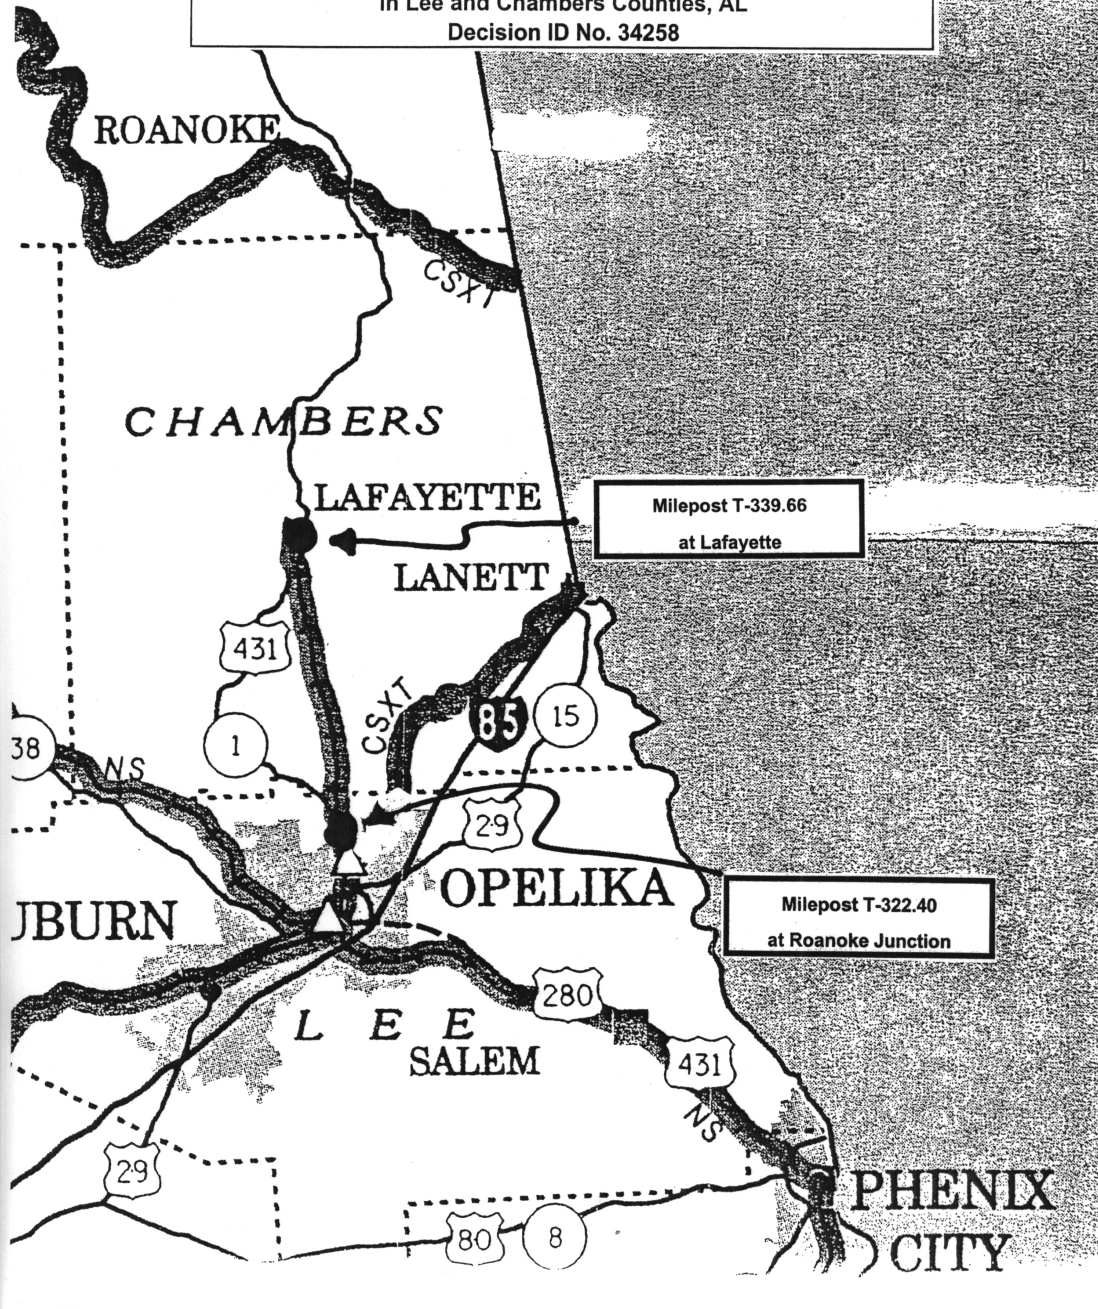 in Lee and Chambers Counties, AL
Decision ID No. 34258
ROANOKE
CSXT
CHAMBERS
LAFAYETTE
Milepost T-339.66
at Lafayette
LANETT
431
CSXT
85
15
38
1
NS
29
OPELIKA
UBURN
Milepost T-322.40
at Roanoke Junction
280
LEE
SALEM
431
NS
29
PHENIX
CITY
80
8